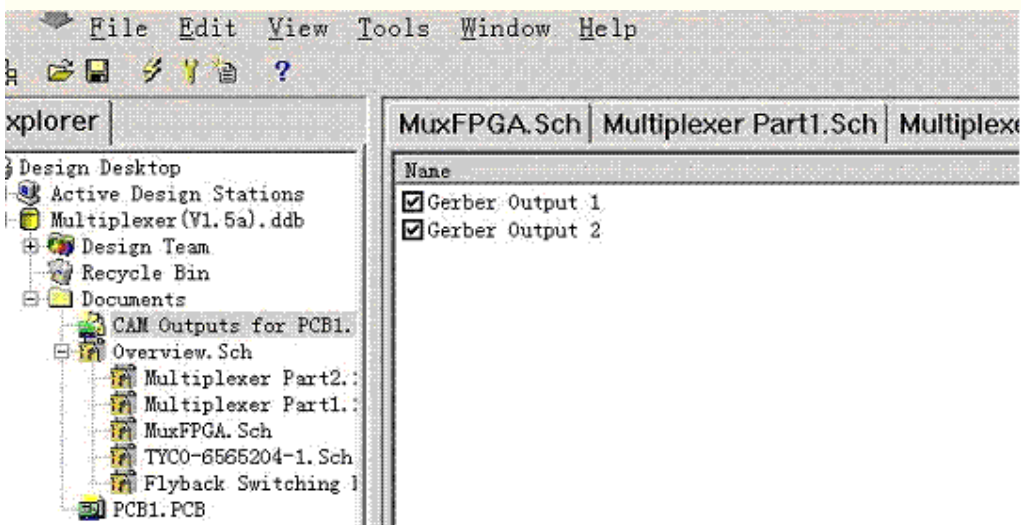 File Edit View Tools Window Help
?
xplorer
MuxFPGA.Sch Multiplexer Part1.Sch Multiplexe
Design Desktop
Name
Active Design Stations
Gerber Output 1
Multiplexer(V1.5a).ddb
Gerber Output 2
Design Team
Recycle Bin
Documents
CAM Outputs for PCB1.
Overview.Sch
Multiplexer Part2.
Multiplexer Part1.
MuxFPGA.Sch
TYCO-6565204-1.Sch
Flyback Switching
PCB1.PCB